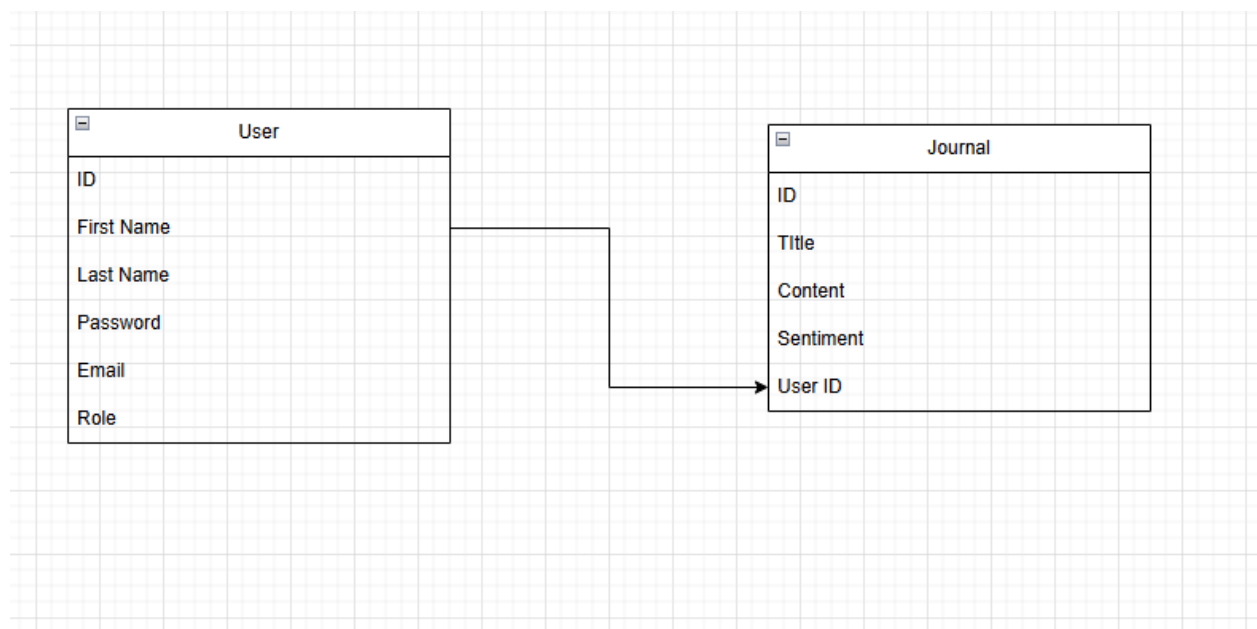 User
ID
First Name
Last Name
Password
Email
Role
Journal
ID
TItle
Content
Sentiment
User ID